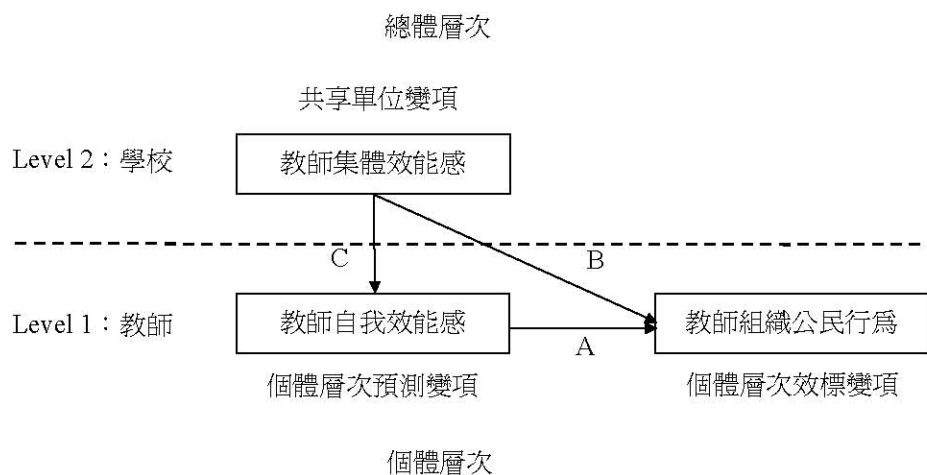 總體層次
共享單位變項
Level 2：學校
教師集體效能感
C
B
Level 1：教師
教師自我效能感
A
教師組織公民行爲
個體層次預測變項
個體層次效標變項
個體層次